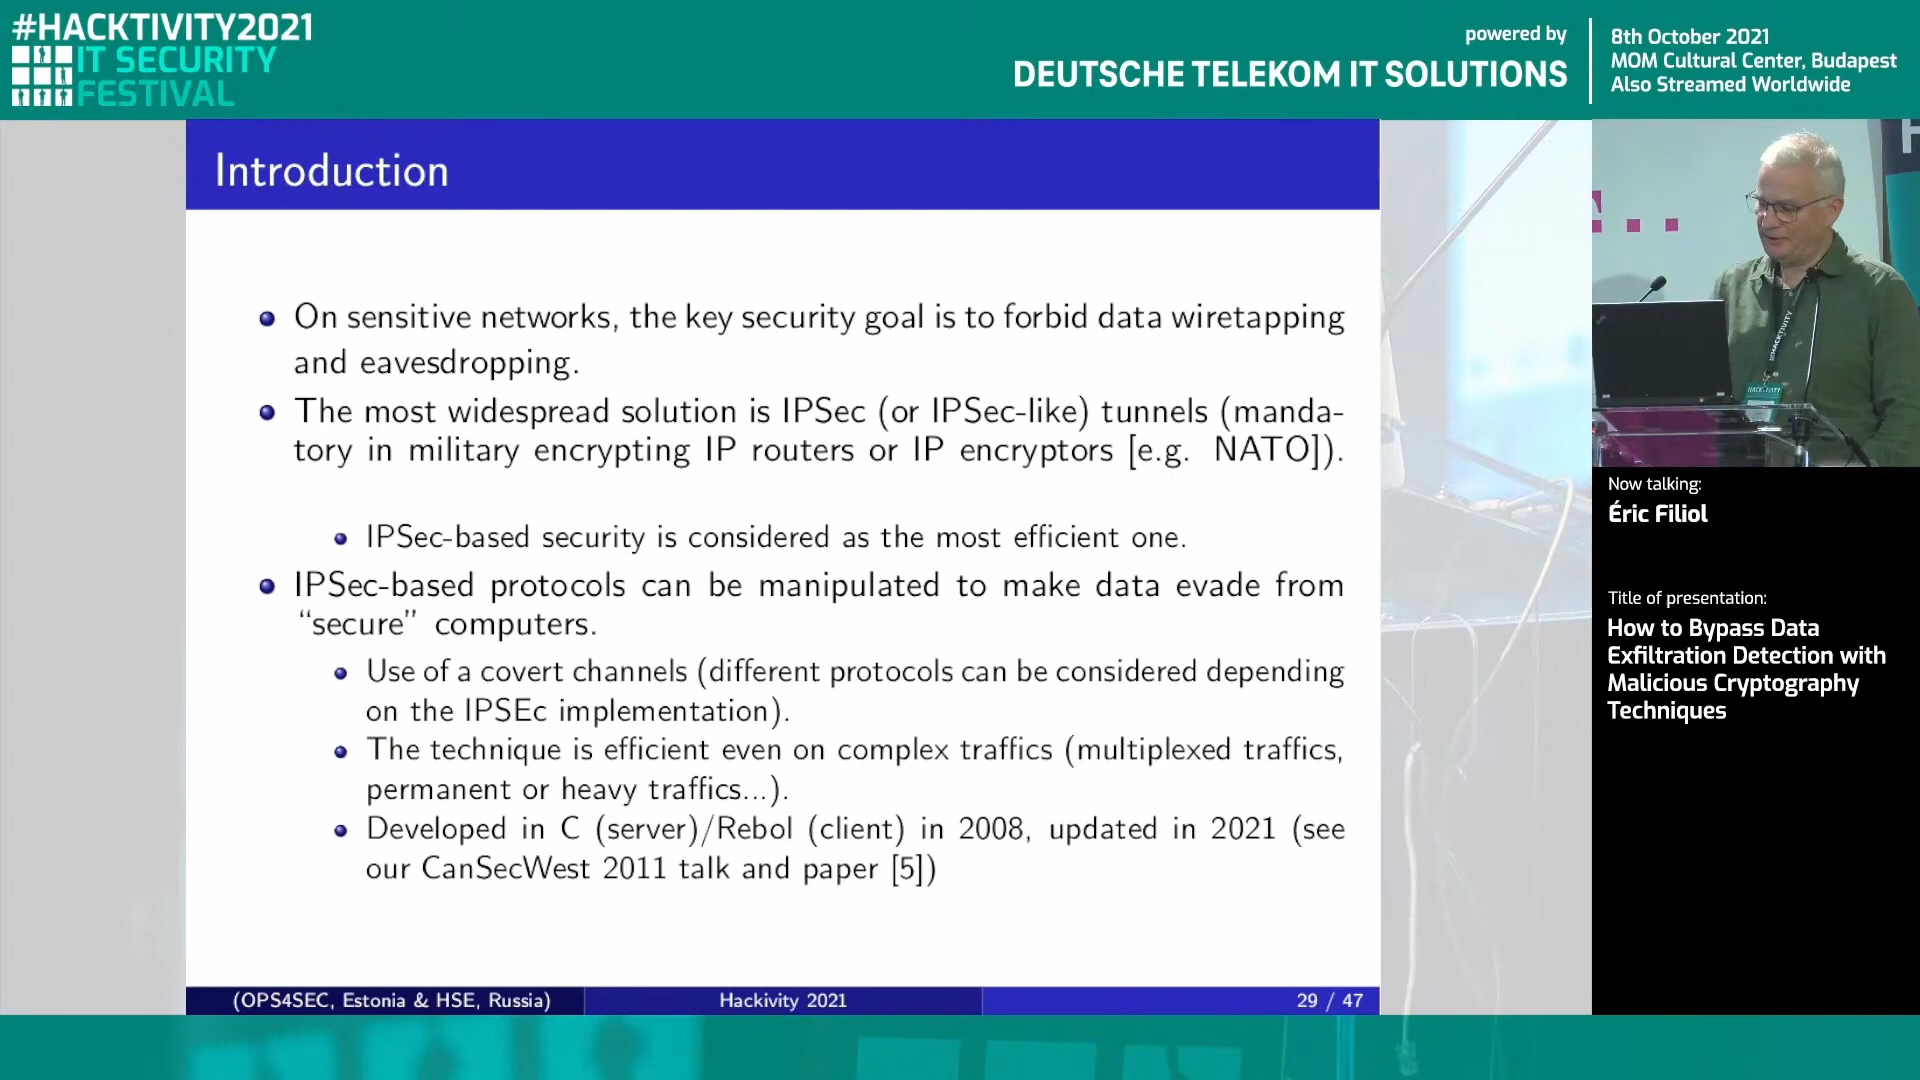 #HACKTIVITY2021
IT SECURITY
FESTIVAL
powered by
DEUTSCHE TELEKOM IT SOLUTIONS
8th October 2021
MOM Cultural Center, Budapest
Also Streamed Worldwide
Introduction
On sensitive networks, the key security goal is to forbid data wiretapping
and eavesdropping.
The most widespread solution is IPSec (or IPSec-like) tunnels (manda-
tory in military encrypting IP routers or IP encryptors [e.g. NATO]).
IPSec-based security is considered as the most efficient one.
IPSec-based protocols can be manipulated to make data evade from
“secure” computers.
Use of a covert channels (different protocols can be considered depending
on the IPSEc implementation).
The technique is efficient even on complex traffics (multiplexed traffics,
permanent or heavy traffics...).
Developed in C (server)/Rebol (client) in 2008, updated in 2021 (see
our CanSecWest 2011 talk and paper [5])
(OPS4SEC, Estonia & HSE, Russia)
Hackivity 2021
29 / 47
#HACKTIVITY
HACKTIVITY
Now talking:
Éric Filiol
Title of presentation:
How to Bypass Data
Exfiltration Detection with
Malicious Cryptography
Techniques